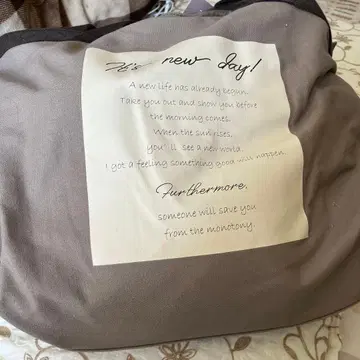 It's new day!
A new life has already begun.
Take you out and show you before
the morning comes.
When the sun rises,
you'll see a new world.
I got a feeling something good will happen.
Furthermore,
someone will save you
from the monotony.